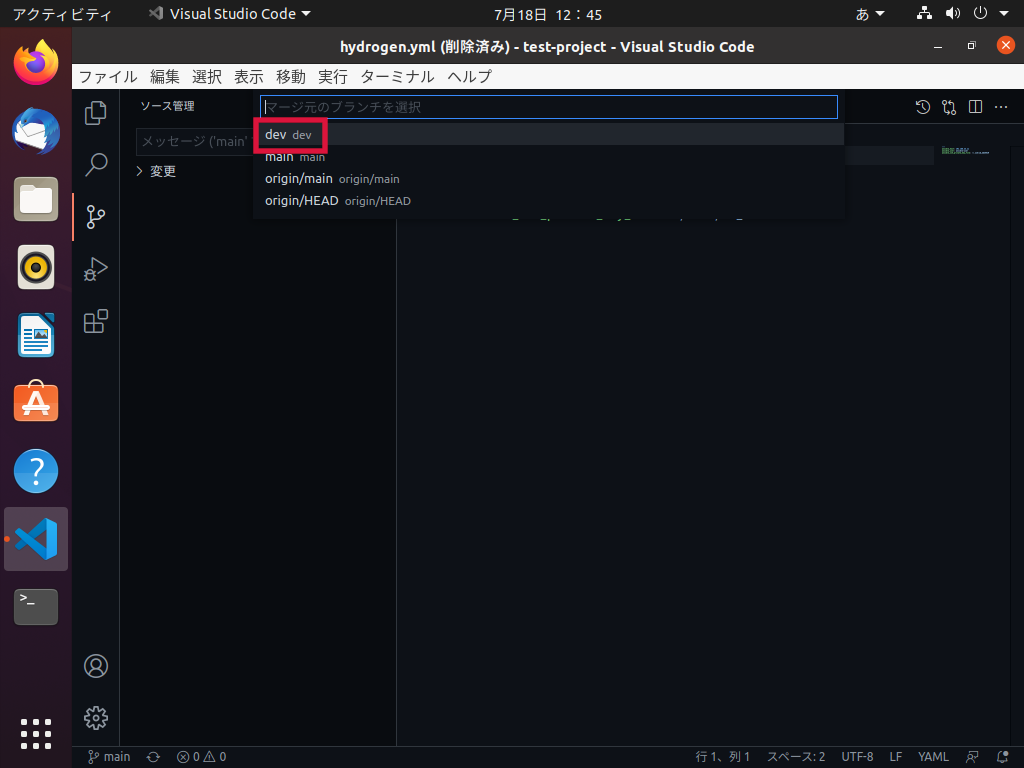 アクティビティ Visual Studio Code 7月18日 12：45 あ
hydrogen.yml (削除済み) - test-project - Visual Studio Code
ファイル 編集 選択 表示 移動 実行 ターミナル ヘルプ
ソース管理
マージ元のブランチを選択
メッセージ ('main'
dev dev
main main
変更
origin/main origin/main
origin/HEAD origin/HEAD
main 0 0 行 1、列 1 スペース: 2 UTF-8 LF YAML